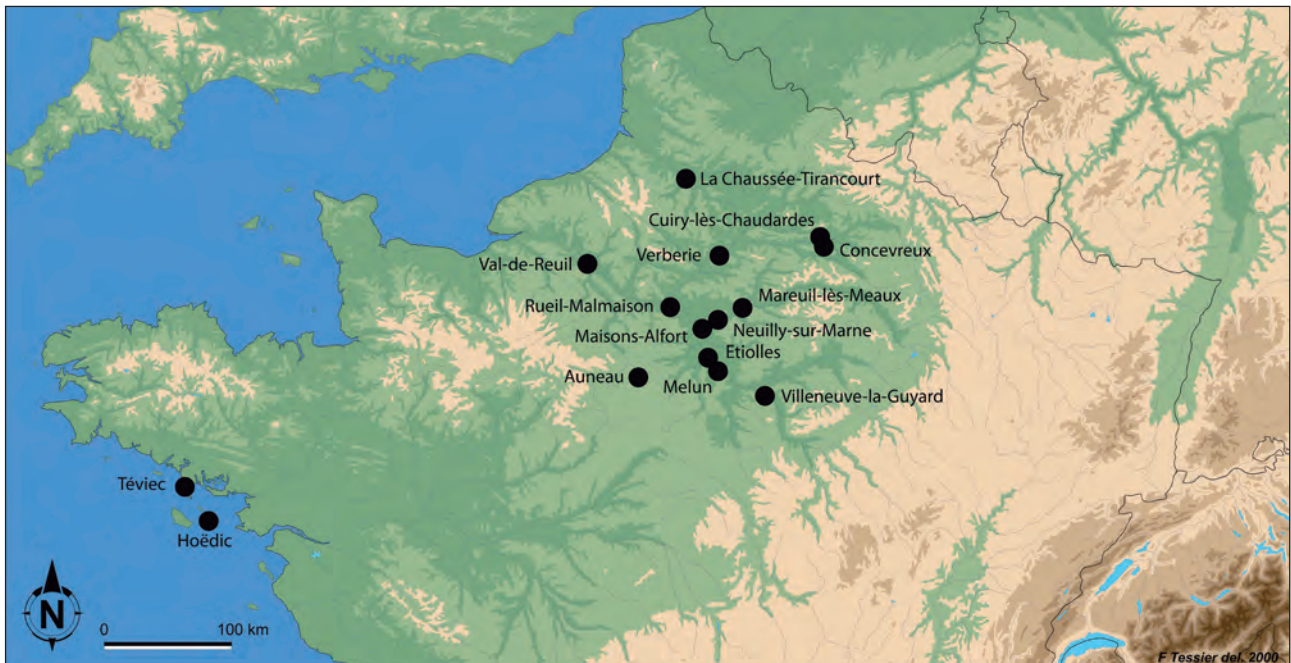 La Chaussée-Tirancourt
Cuiry-lès-Chaudardes
Concevreux
Verberie
Val-de-Reuil
Rueil-Malmaison
Mareuil-lès-Meaux
Neuilly-sur-Marne
Maisons-Alfort
Etiolles
Auneau
Melun
Villeneuve-la-Guyard
Téviec
Hoëdic
N
0 100 km
F Tessier del. 2000